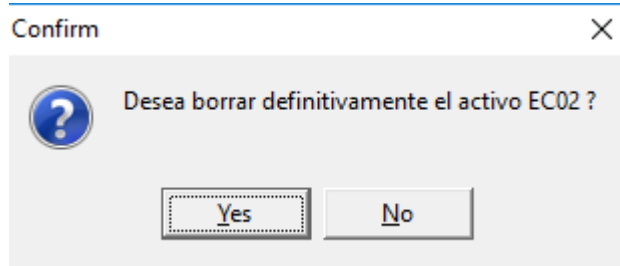 Confirm
Desea borrar definitivamente el activo EC02 ?
Yes
No